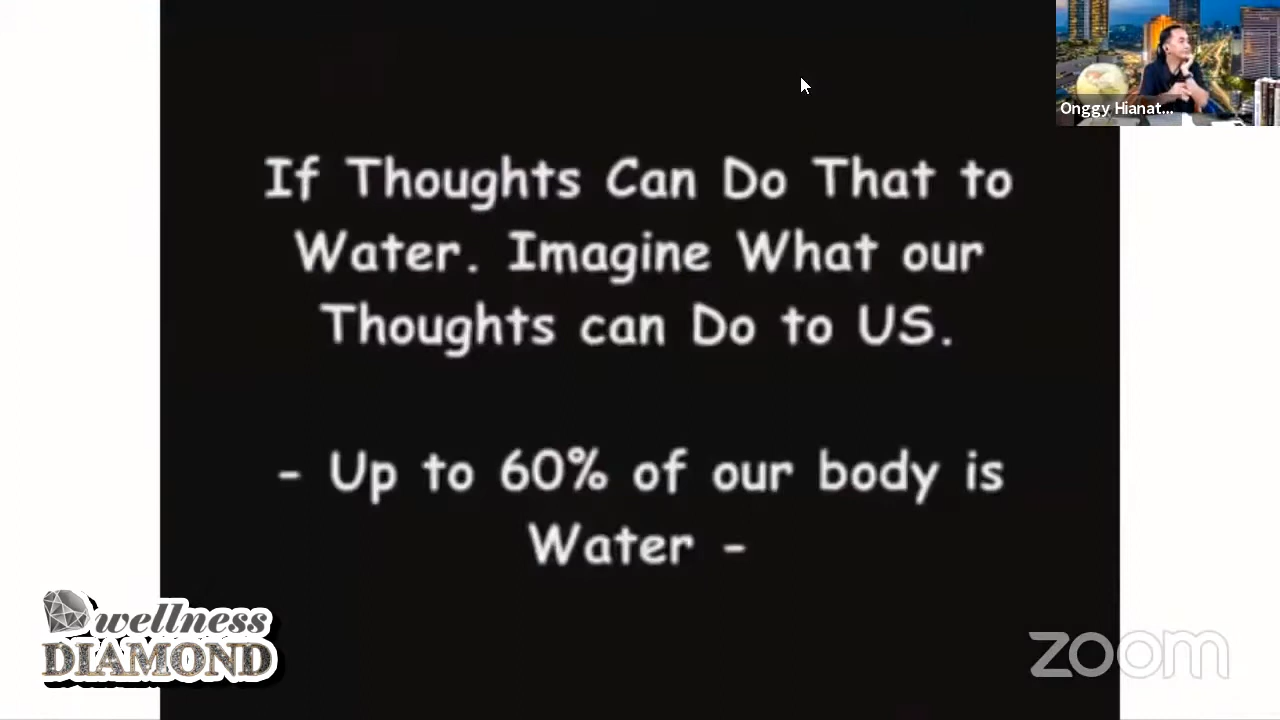 Onggy Hianat...
If Thoughts Can Do That to
Water. Imagine What our
Thoughts can Do to US.
- Up to 60% of our body is
Water -
wellness
DIAMOND
zoom